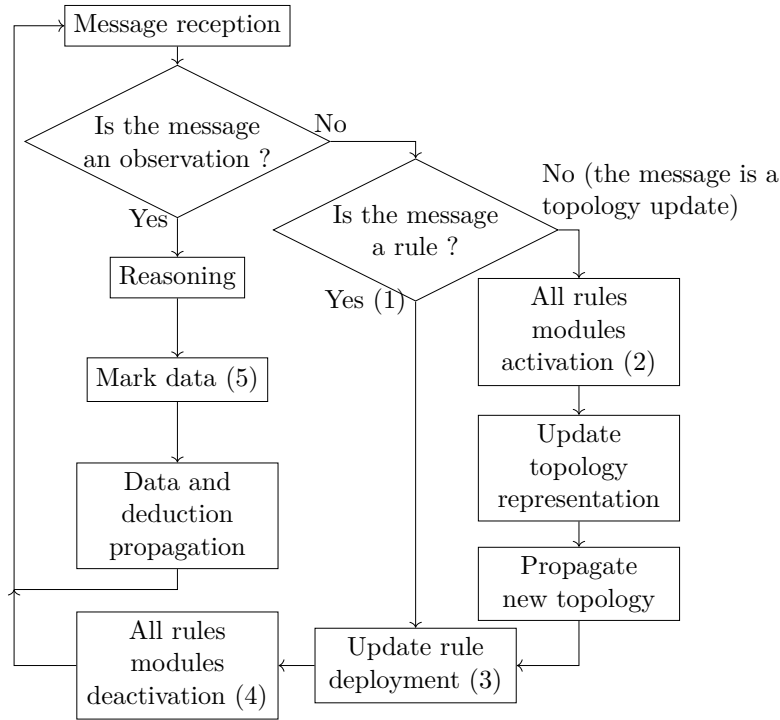 Message reception
Is the message
an observation ?
No
Yes
Is the message
a rule ?
No (the message is a
topology update)
Yes (1)
Reasoning
Mark data (5)
Data and
deduction
propagation
All rules
modules
activation (2)
Update
topology
representation
Propagate
new topology
Update rule
deployment (3)
All rules
modules
deactivation (4)